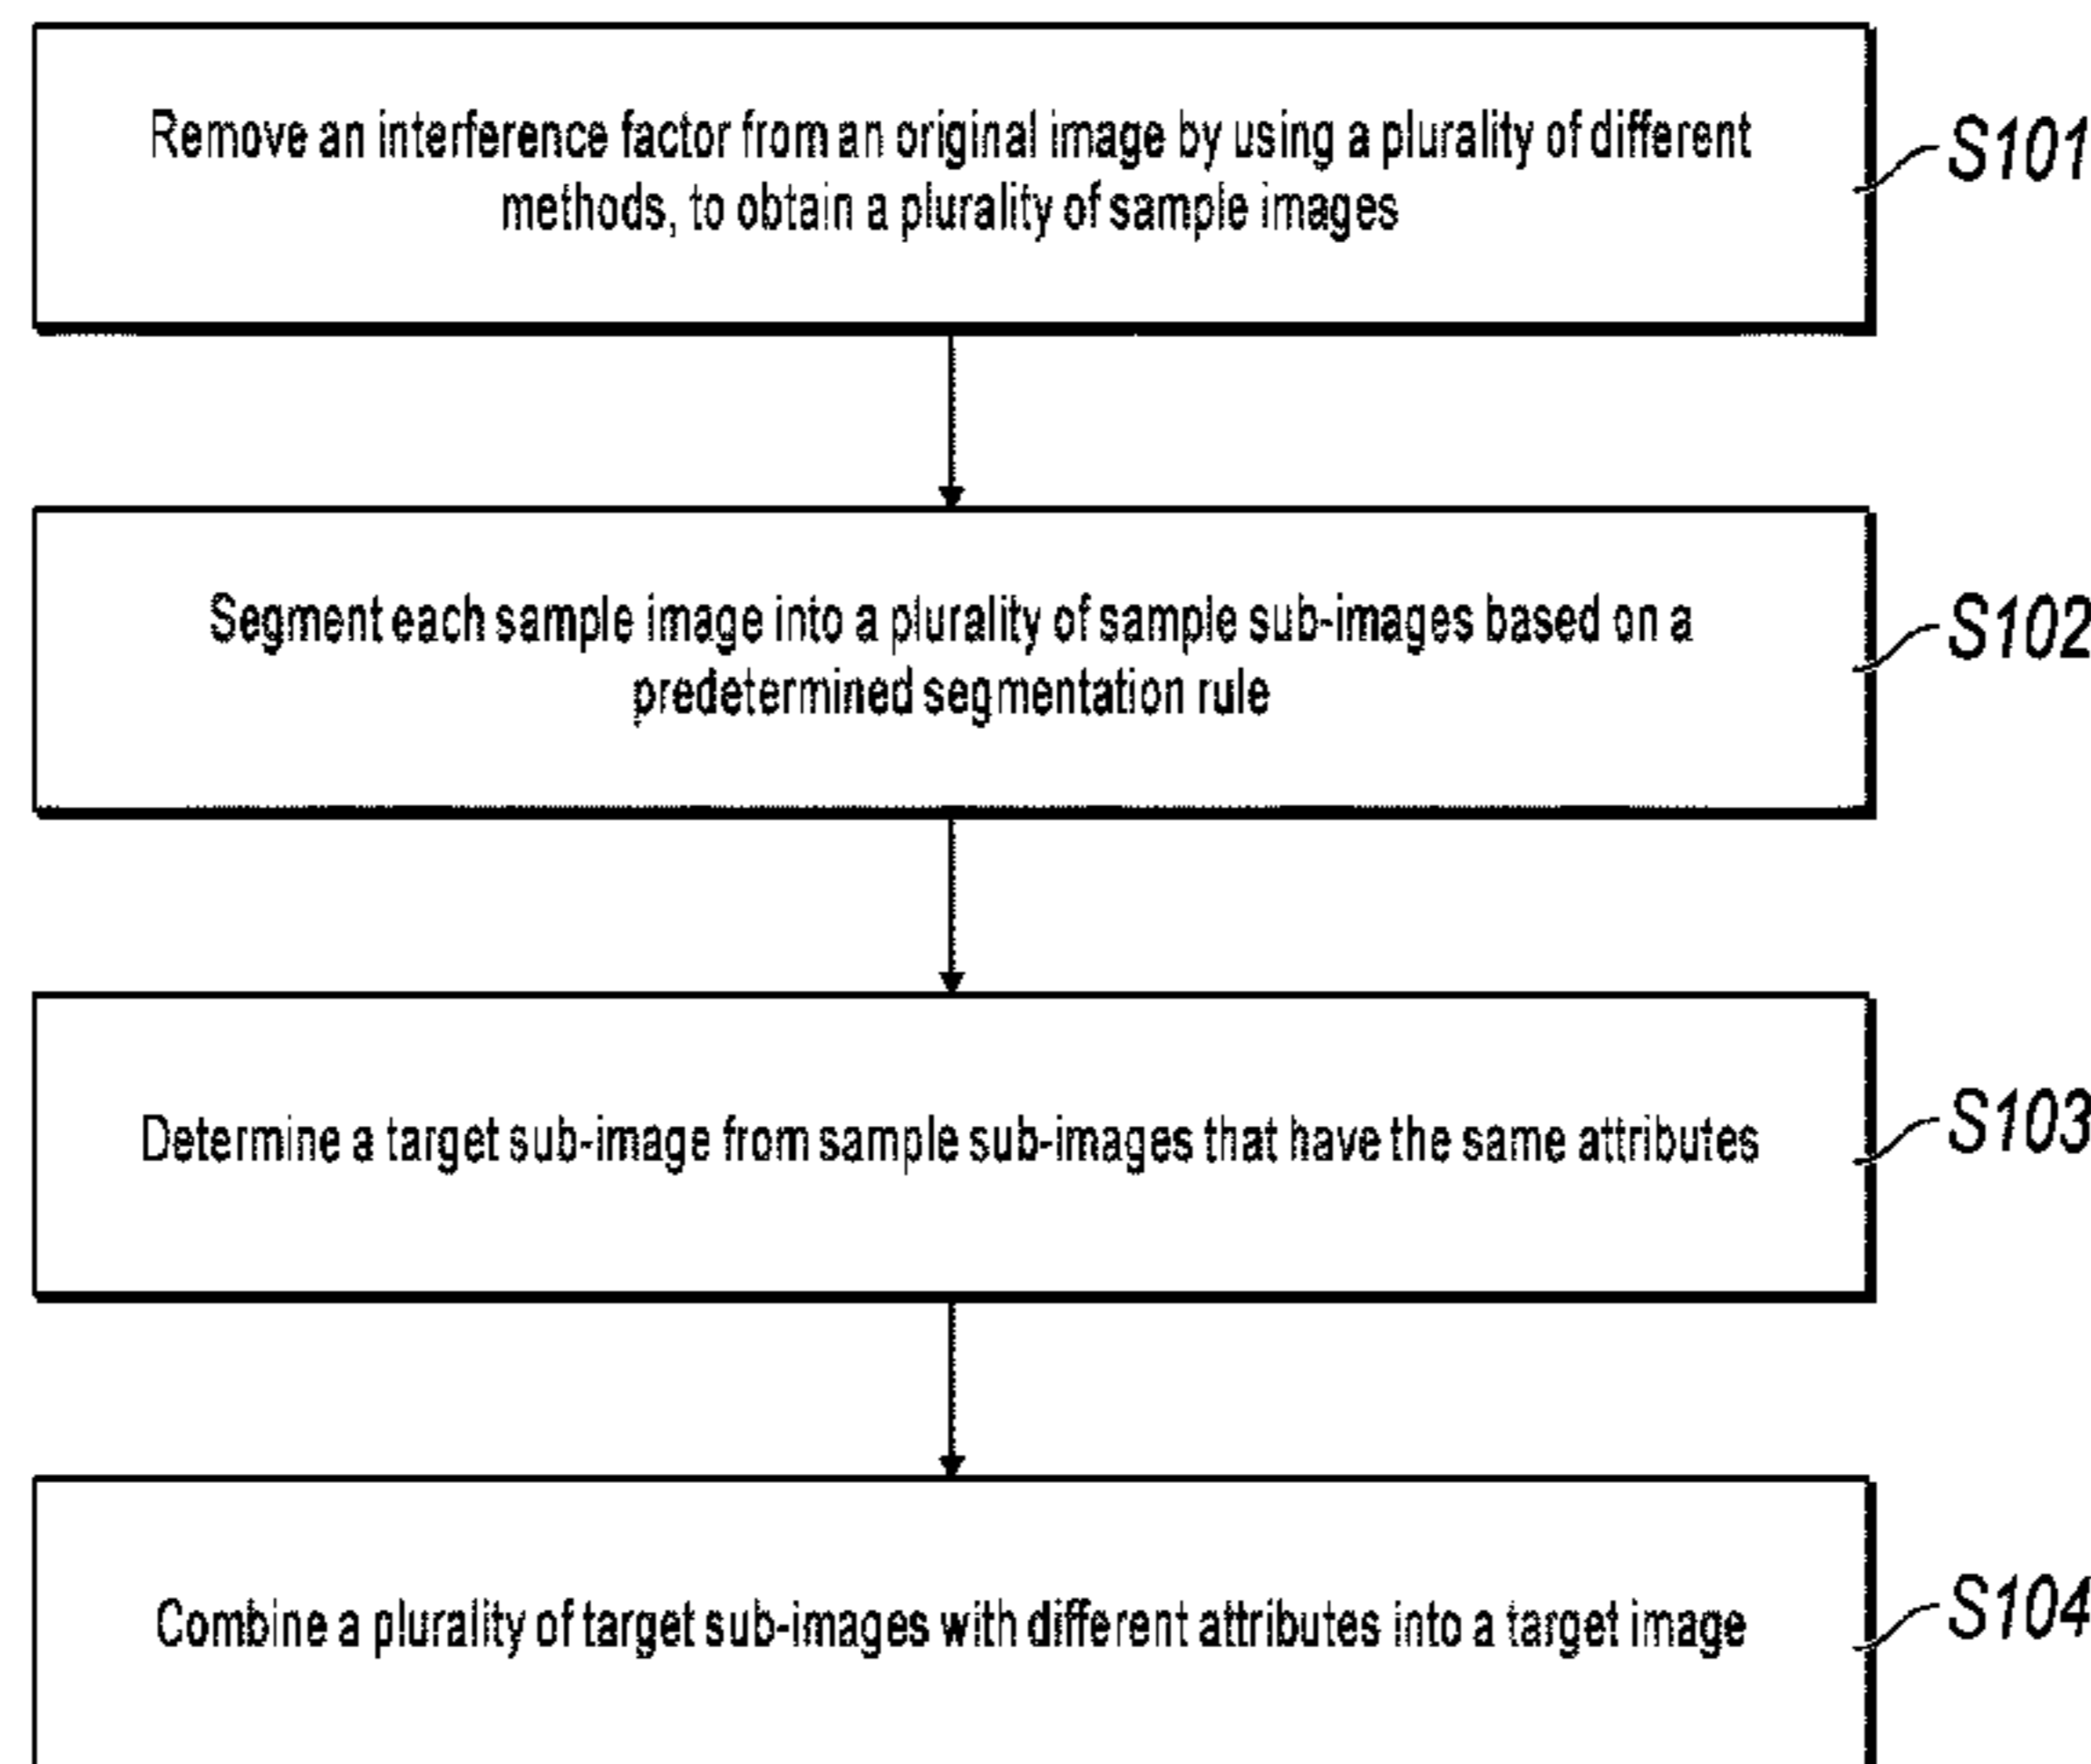 Remove an interference factor from an original image by using a plurality of different
methods, to obtain a plurality of sample images
S101
Segment each sample image into a plurality of sample sub-images based on a
predetermined segmentation rule
S102
Determine a target sub-image from sample sub-images that have the same attributes
S103
Combine a plurality of target sub-images with different attributes into a target image
S104